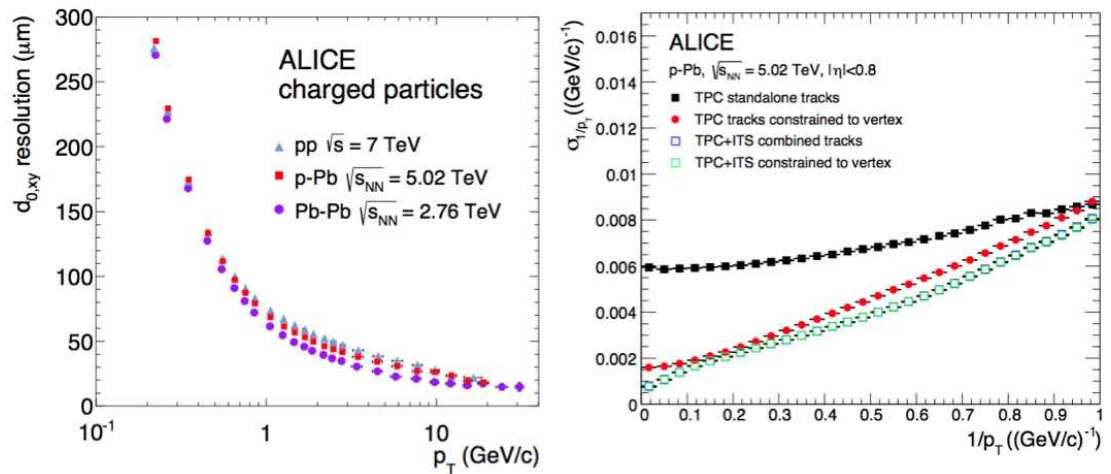 ALICE
charged particles
pp √s = 7 TeV
p-Pb √sNN = 5.02 TeV
Pb-Pb √sNN = 2.76 TeV
d0,xy resolution (μm)
300
250
200
150
100
50
0
10-1
1
10
pT (GeV/c)
ALICE
p-Pb, √sNN = 5.02 TeV, |η|<0.8
TPC standalone tracks
TPC tracks constrained to vertex
TPC+ITS combined tracks
TPC+ITS constrained to vertex
σ1/pT ((GeV/c)-1)
0.016
0.014
0.012
0.01
0.008
0.006
0.004
0.002
0
0 0.1 0.2 0.3 0.4 0.5 0.6 0.7 0.8 0.9 1
1/pT ((GeV/c)-1)